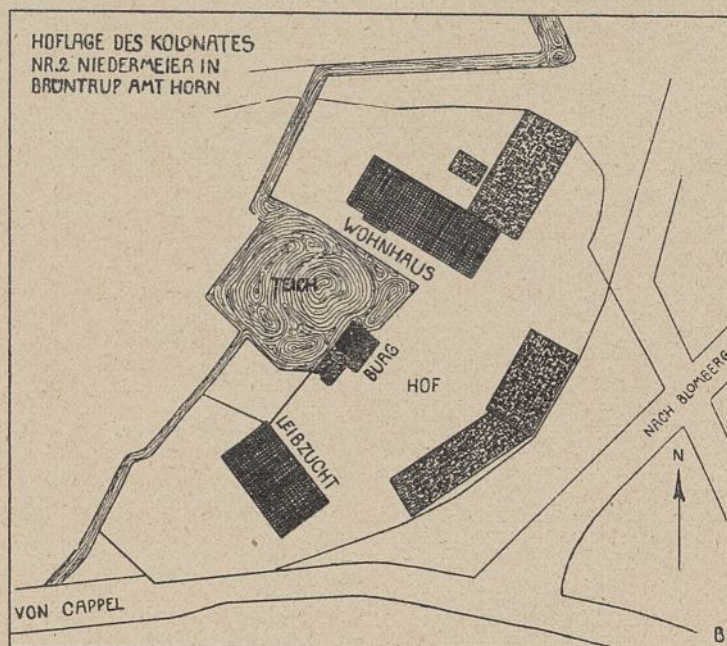 HOFLAGE DES KOLONATES
NR.2 NIEDERMEIER IN
BRÜNTRUP AMT HORN
WOHNHAUS
TEICH
BURG
HOF
LEIBZUCHT
NACH BLOMBERG
N
VON CAPPEL
B